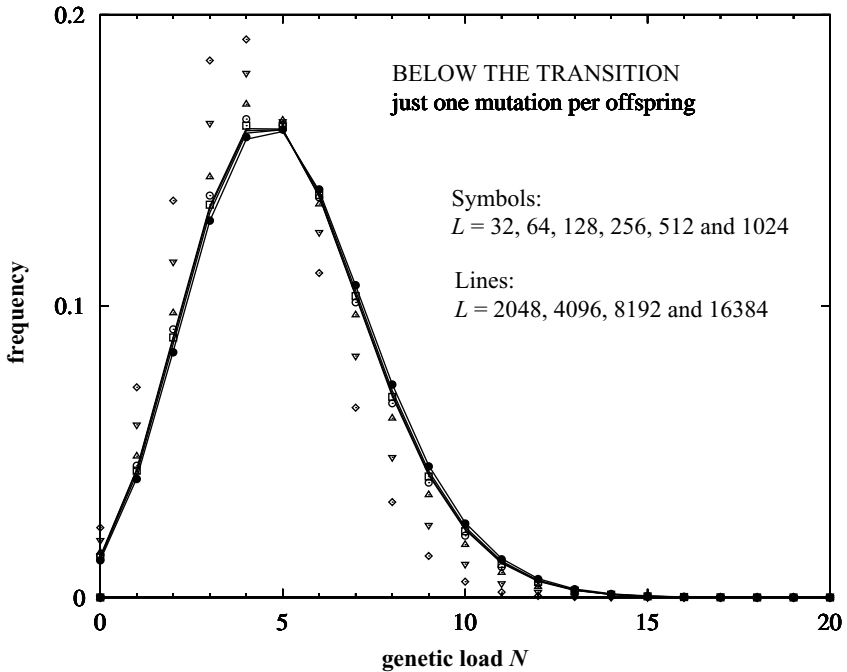 0.2
BELOW THE TRANSITION
just one mutation per offspring
Symbols:
L = 32, 64, 128, 256, 512 and 1024
Lines:
L = 2048, 4096, 8192 and 16384
frequency
0.1
0
0 5 10 15 20
genetic load N